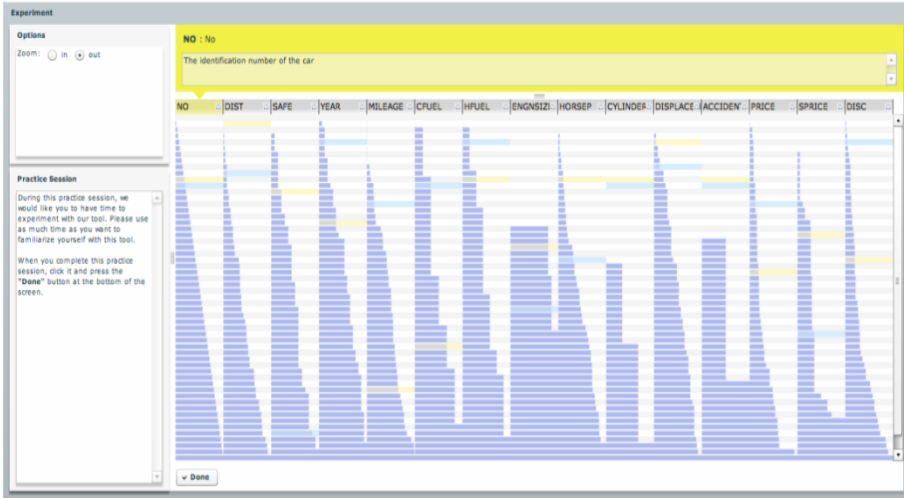 Experiment
Options
Zoom: in out
NO : No
The identification number of the car
NO DIST SAFE YEAR MILEAGE CFUEL HFUEL ENGNSIZI HORSEP CYLINDER DISPLACE ACCIDEN PRICE SPRICE DISC
Practice Session
During this practice session, we
would like you to have time to
experiment with our tool. Please use
as much time as you want to
familiarize yourself with this tool.
When you complete this practice
session, click it and press the
"Done" button at the bottom of the
screen.
Done